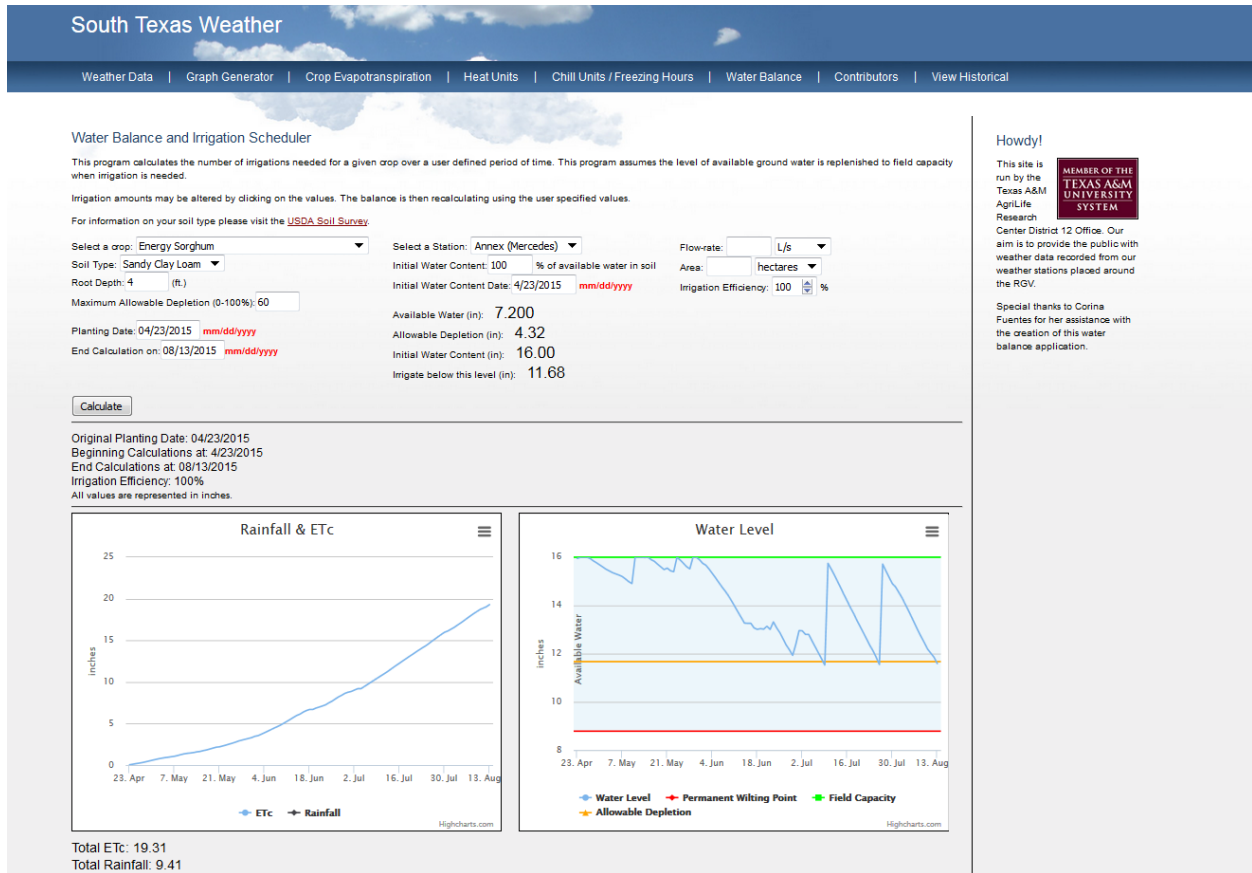 South Texas Weather
Weather Data | Graph Generator | Crop Evapotranspiration | Heat Units | Chill Units / Freezing Hours | Water Balance | Contributors | View Historical
Water Balance and Irrigation Scheduler
This program calculates the number of irrigations needed for a given crop over a user defined period of time. This program assumes the level of available ground water is replenished to field capacity
when irrigation is needed.
Irrigation amounts may be altered by clicking on the values. The balance is then recalculating using the user specified values.
For information on your soil type please visit the USDA Soil Survey.
Select a crop: Energy Sorghum
Soil Type: Sandy Clay Loam
Root Depth: 4 (ft.)
Maximum Allowable Depletion (0-100%): 60
Planting Date: 04/23/2015 mm/dd/yyyy
End Calculation on: 08/13/2015 mm/dd/yyyy
Select a Station: Annex (Mercedes)
Initial Water Content: 100 % of available water in soil
Initial Water Content Date: 4/23/2015 mm/dd/yyyy
Available Water (in): 7.200
Allowable Depletion (in): 4.32
Initial Water Content (in): 16.00
Irrigate below this level (in): 11.68
Flow-rate: L/s
Area: hectares
Irrigation Efficiency: 100 %
Calculate
Original Planting Date: 04/23/2015
Beginning Calculations at: 4/23/2015
End Calculations at: 08/13/2015
Irrigation Efficiency: 100%
All values are represented in inches.
Rainfall & ETc
25
20
15
10
5
0
inches
23. Apr 7. May 21. May 4. Jun 18. Jun 2. Jul 16. Jul 30. Jul 13. Aug
ETc Rainfall
Highcharts.com
Water Level
16
14
12
10
8
inches
Available Water
23. Apr 7. May 21. May 4. Jun 18. Jun 2. Jul 16. Jul 30. Jul 13. Aug
Water Level Permanent Wilting Point Field Capacity
Allowable Depletion
Highcharts.com
Total ETc: 19.31
Total Rainfall: 9.41
Howdy!
This site is
run by the
Texas A&M
AgriLife
Research
Center District 12 Office. Our
aim is to provide the public with
weather data recorded from our
weather stations placed around
the RGV.
MEMBER OF THE
TEXAS A&M
UNIVERSITY
SYSTEM
Special thanks to Corina
Fuentes for her assistance with
the creation of this water
balance application.